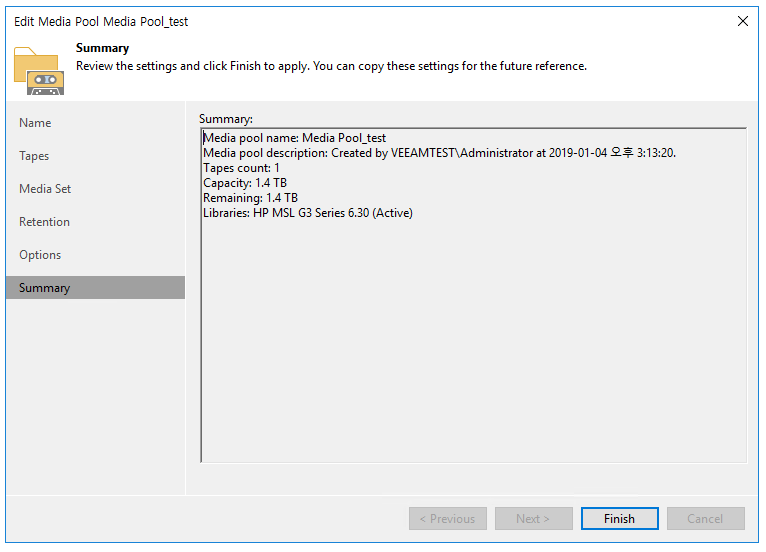 Edit Media Pool Media Pool_test
Summary
Review the settings and click Finish to apply. You can copy these settings for the future reference.
Name
Tapes
Media Set
Retention
Options
Summary
Summary:
Media pool name: Media Pool_test
Media pool description: Created by VEEAMTEST\Administrator at 2019-01-04 오후 3:13:20.
Tapes count: 1
Capacity: 1.4 TB
Remaining: 1.4 TB
Libraries: HP MSL G3 Series 6.30 (Active)
< Previous
Next >
Finish
Cancel